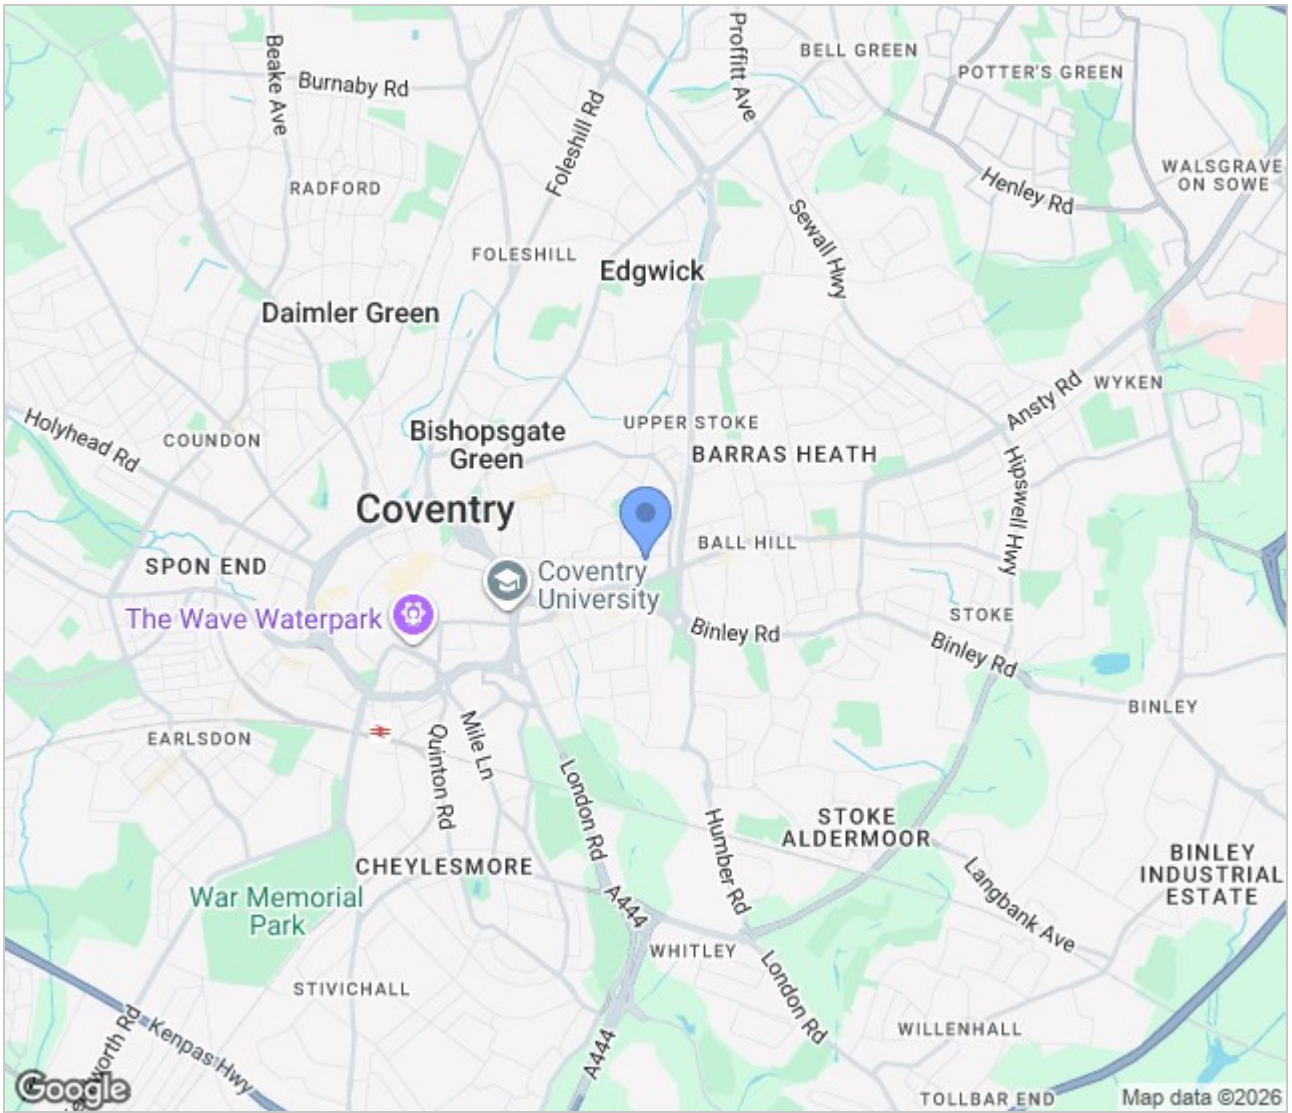 Proffitt Ave
BELL GREEN
Beake Ave
Burnaby Rd
POTTER'S GREEN
Foleshill Rd
WALSGRAVE
ON SOWE
RADFORD
Henley Rd
Sewall Hwy
FOLESHILL
Edgwick
Daimler Green
Ansty Rd
WYKEN
Holyhead Rd
COUNDON
Bishopsgate
Green
UPPER STOKE
BARRAS HEATH
Hipswell Hwy
Coventry
BALL HILL
SPON END
Coventry
University
The Wave Waterpark
STOKE
Binley Rd
Binley Rd
BINLEY
EARLSDON
Mile Ln
Quinton Rd
London Rd
Humber Rd
STOKE
ALDERMOOR
CHEYLESMORE
BINLEY
INDUSTRIAL
ESTATE
Langbank Ave
War Memorial
Park
A444
WHITLEY
STIVICHALL
London Rd
WILLENHALL
Kenpas Hwy
A444
Google
TOLLBAR END
Map data ©2026